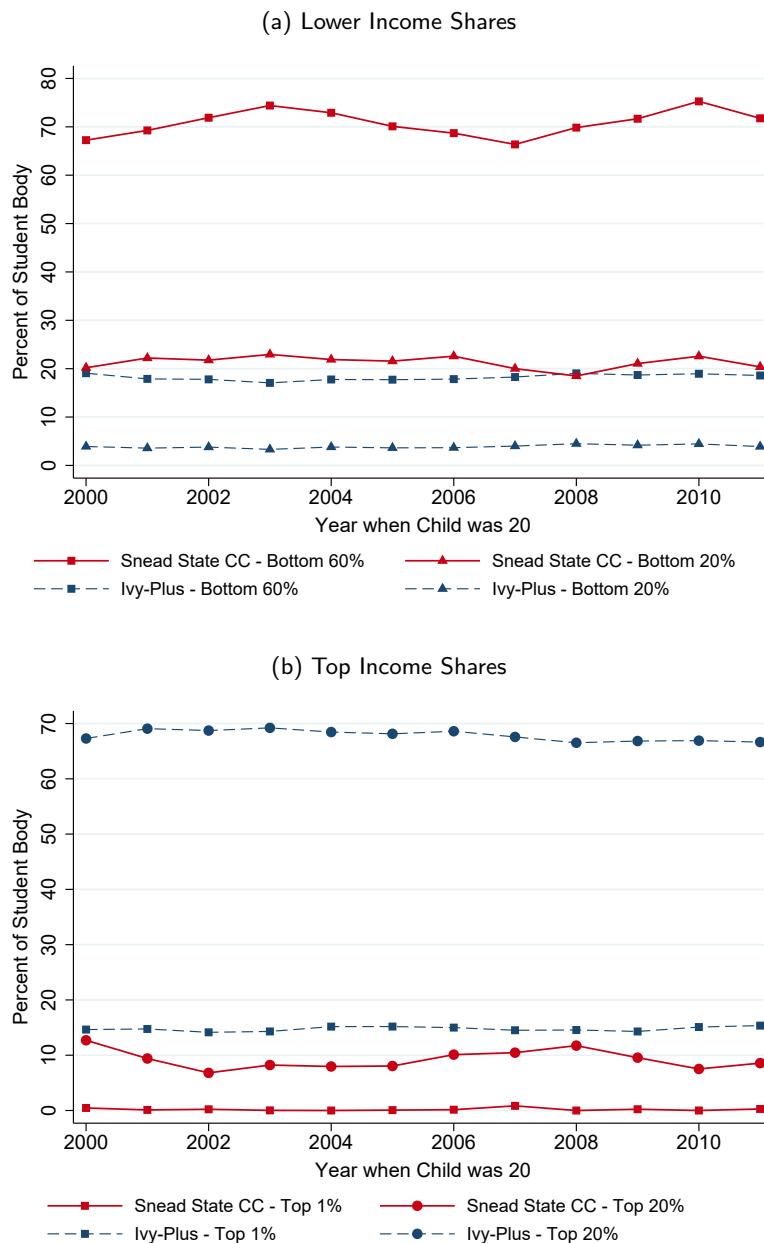 (a) Lower Income Shares
Percent of Student Body
80
70
60
50
40
30
20
10
0
2000 2002 2004 2006 2008 2010
Year when Child was 20
Snead State CC - Bottom 60% Snead State CC - Bottom 20%
Ivy-Plus - Bottom 60% Ivy-Plus - Bottom 20%
(b) Top Income Shares
Percent of Student Body
70
60
50
40
30
20
10
0
2000 2002 2004 2006 2008 2010
Year when Child was 20
Snead State CC - Top 1% Snead State CC - Top 20%
Ivy-Plus - Top 1% Ivy-Plus - Top 20%